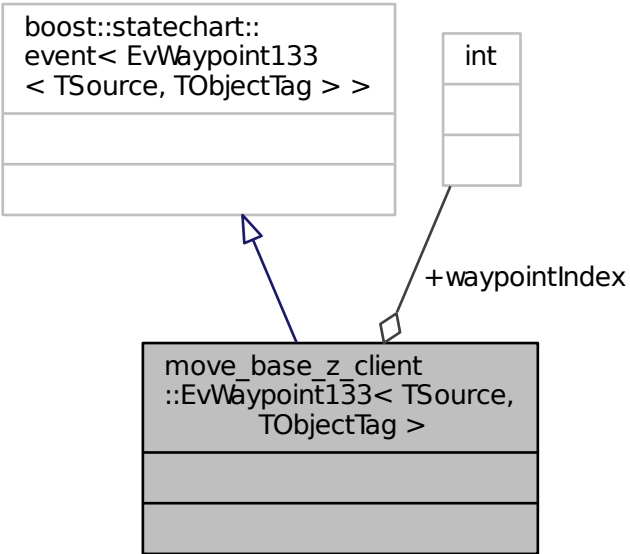 boost::statechart::
event< EvWaypoint133
< TSource, TObjectTag > >
int
+waypointIndex
move_base_z_client
::EvWaypoint133< TSource,
TObjectTag >